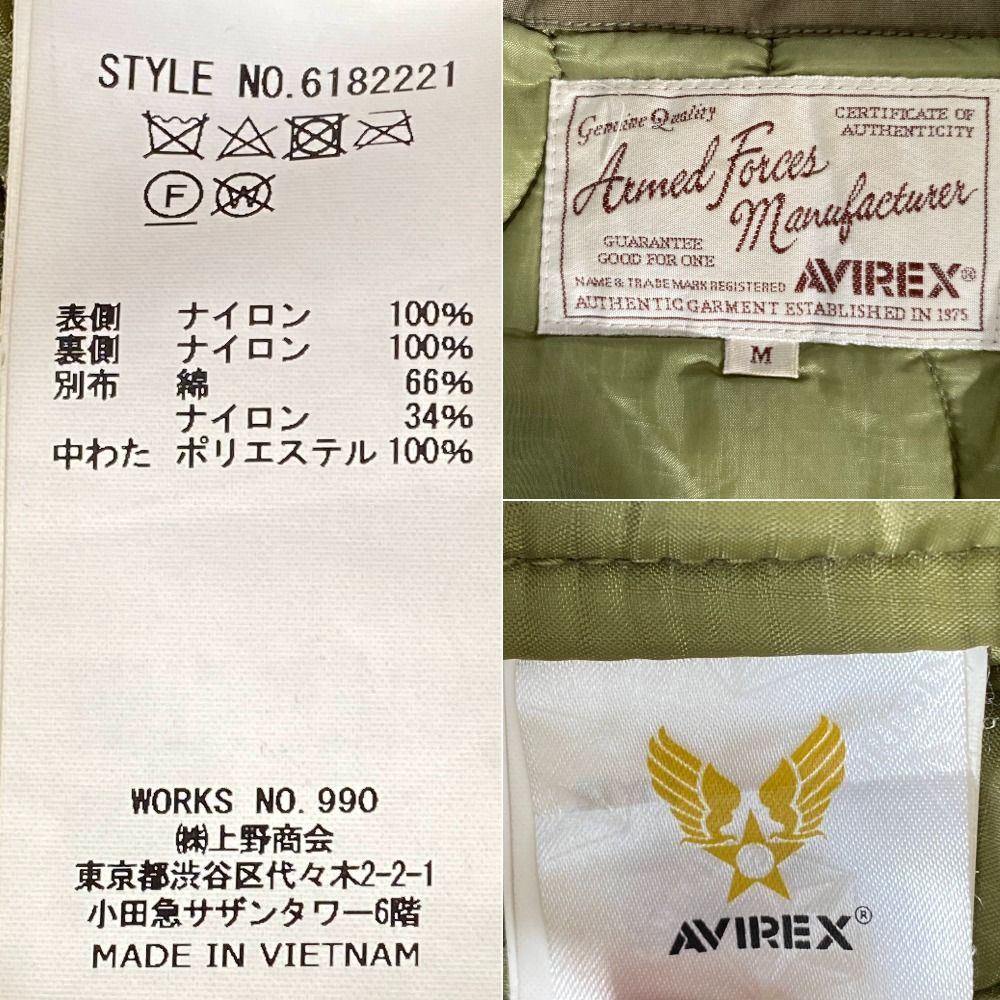 STYLE NO.6182221
F
W
表側 ナイロン 100%
裏側 ナイロン 100%
別布 綿 66%
ナイロン 34%
中わた ポリエステル 100%
WORKS NO.990
㈱上野商会
東京都渋谷区代々木2-2-1
小田急サザンタワー6階
MADE IN VIETNAM
Genuine Quality
CERTIFICATE OF
AUTHENTICITY
Armed Forces
Manufacturer
GUARANTEE
GOOD FOR ONE
NAME & TRADEMARK REGISTERED
AVIREX®
AUTHENTIC GARMENT ESTABLISHED IN 1975
M
AVIREX®